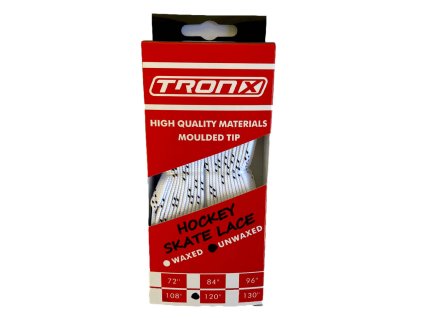 TRONX
HIGH QUALITY MATERIALS
MOULDED TIP
HOCKEY
SKATE LACE
WAXED UNWAXED
72" 84" 96"
108" 120" 130"